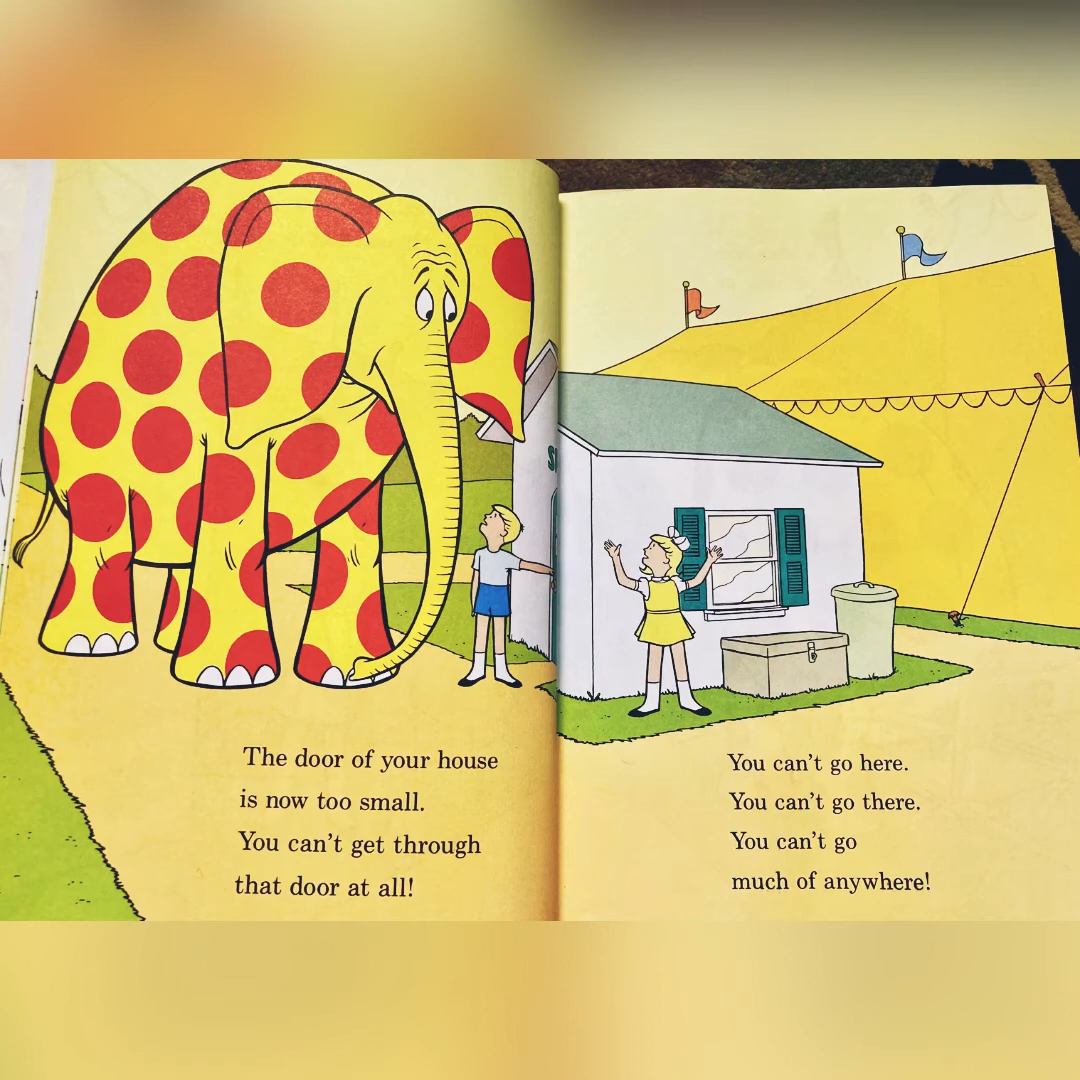 The door of your house
is now too small.
You can't get through
that door at all!
You can't go here.
You can't go there.
You can't go
much of anywhere!